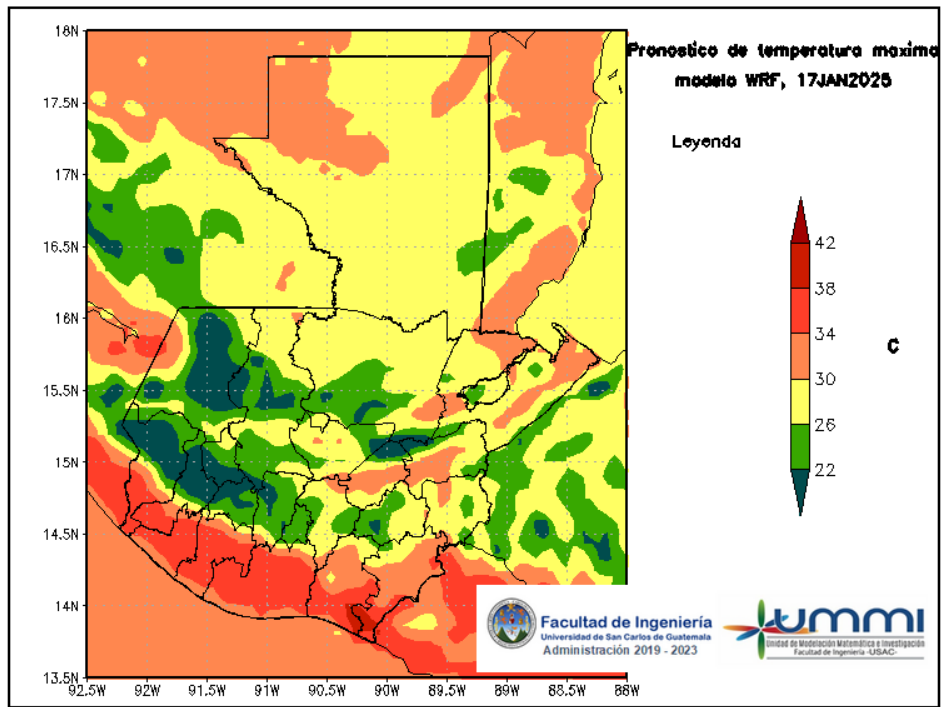 Pronostico de temperatura maxima
modelo WRF, 17JAN2025
Leyenda
42
38
34
30
26
22
C
18N
17.5N
17N
16.5N
16N
15.5N
15N
14.5N
14N
13.5N
92.5W
92W
91.5W
91W
90.5W
90W
89.5W
89W
88.5W
88W
Facultad de Ingeniería
Universidad de San Carlos de Guatemala
Administración 2019 - 2023
ummi
Unidad de Modelación Matemática e Investigación
Facultad de Ingeniería -USAC-